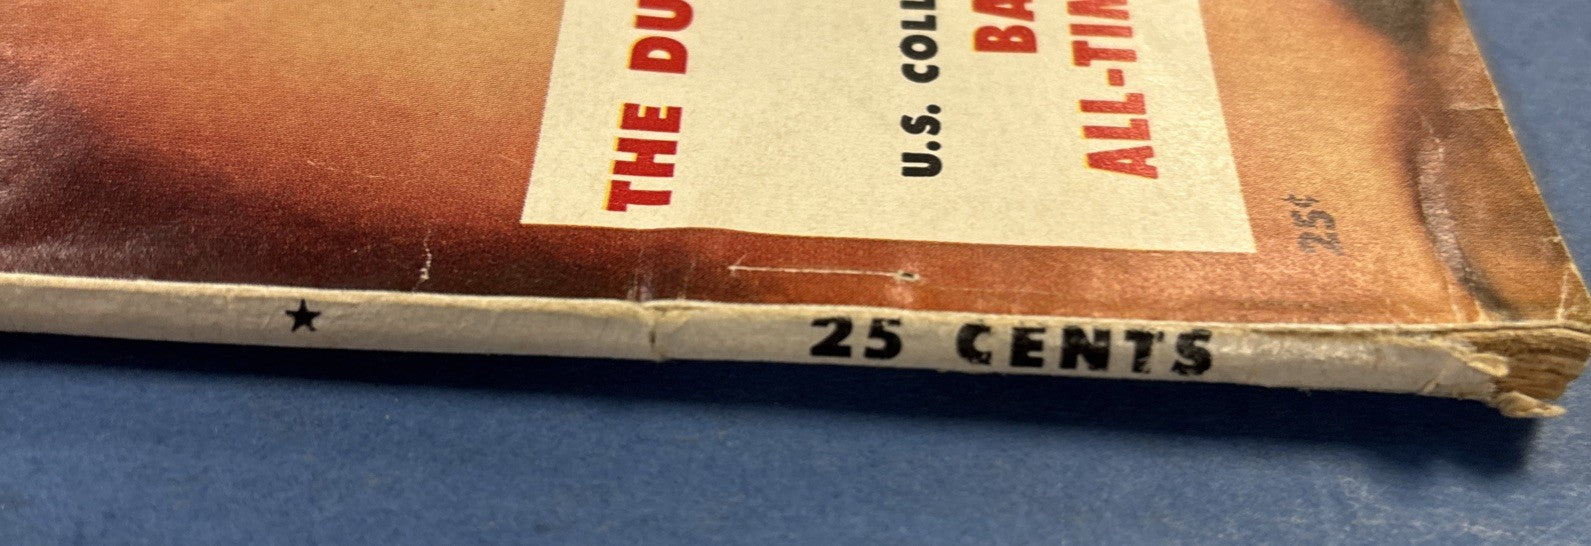 THE DU
U.S. COLL
BA
ALL-TIM
25¢
★ 25 CENTS